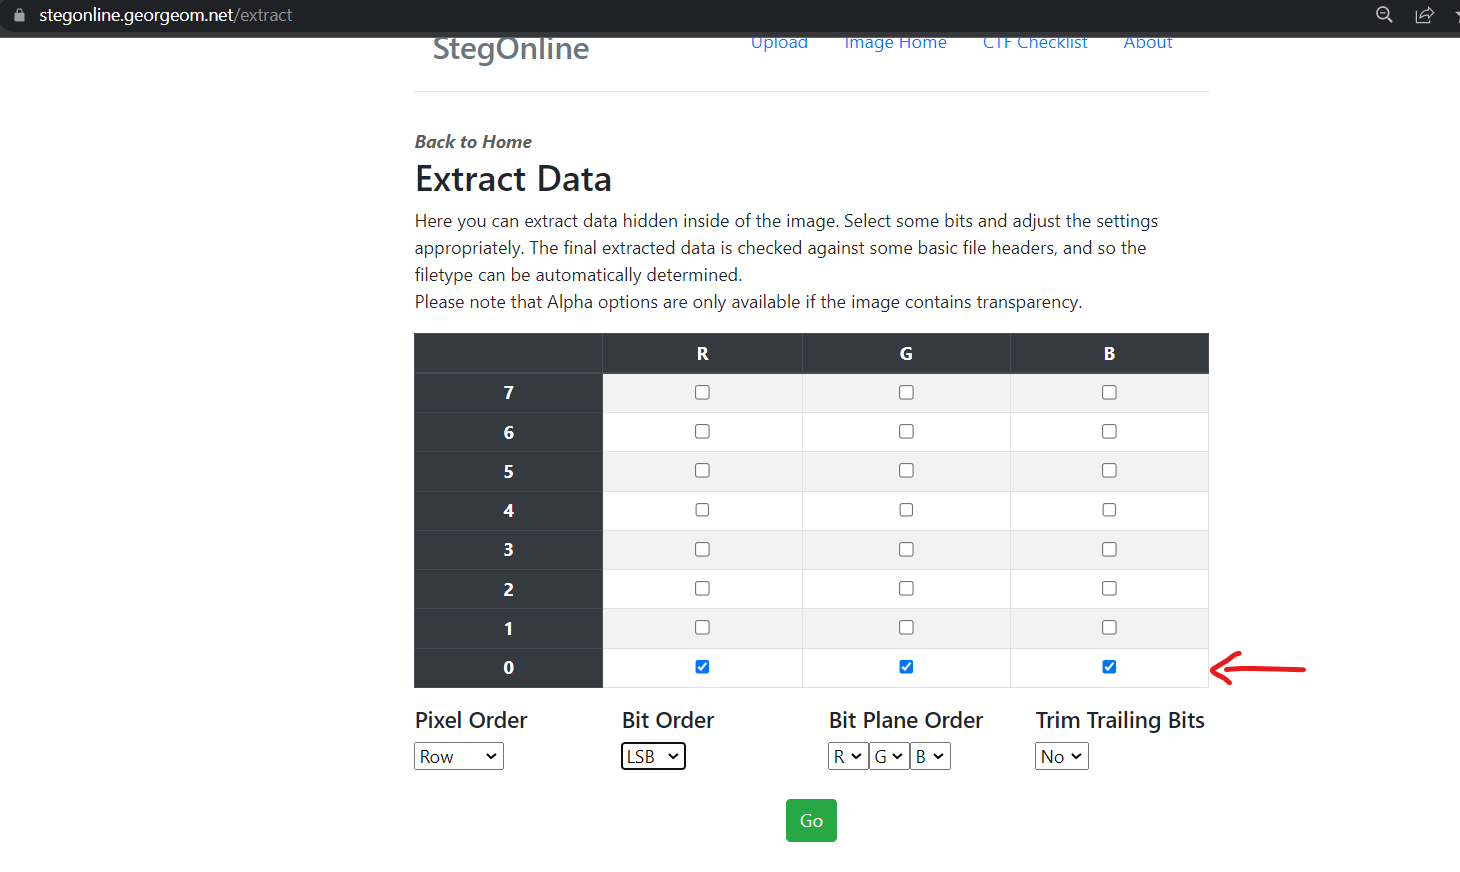 stegonline.georgeom.net/extract
StegOnline Upload Image Home CTF Checklist About
Back to Home
Extract Data
Here you can extract data hidden inside of the image. Select some bits and adjust the settings
appropriately. The final extracted data is checked against some basic file headers, and so the
filetype can be automatically determined.
Please note that Alpha options are only available if the image contains transparency.
R G B
7
6
5
4
3
2
1
0
Pixel Order Bit Order Bit Plane Order Trim Trailing Bits
Row LSB R G B No
Go